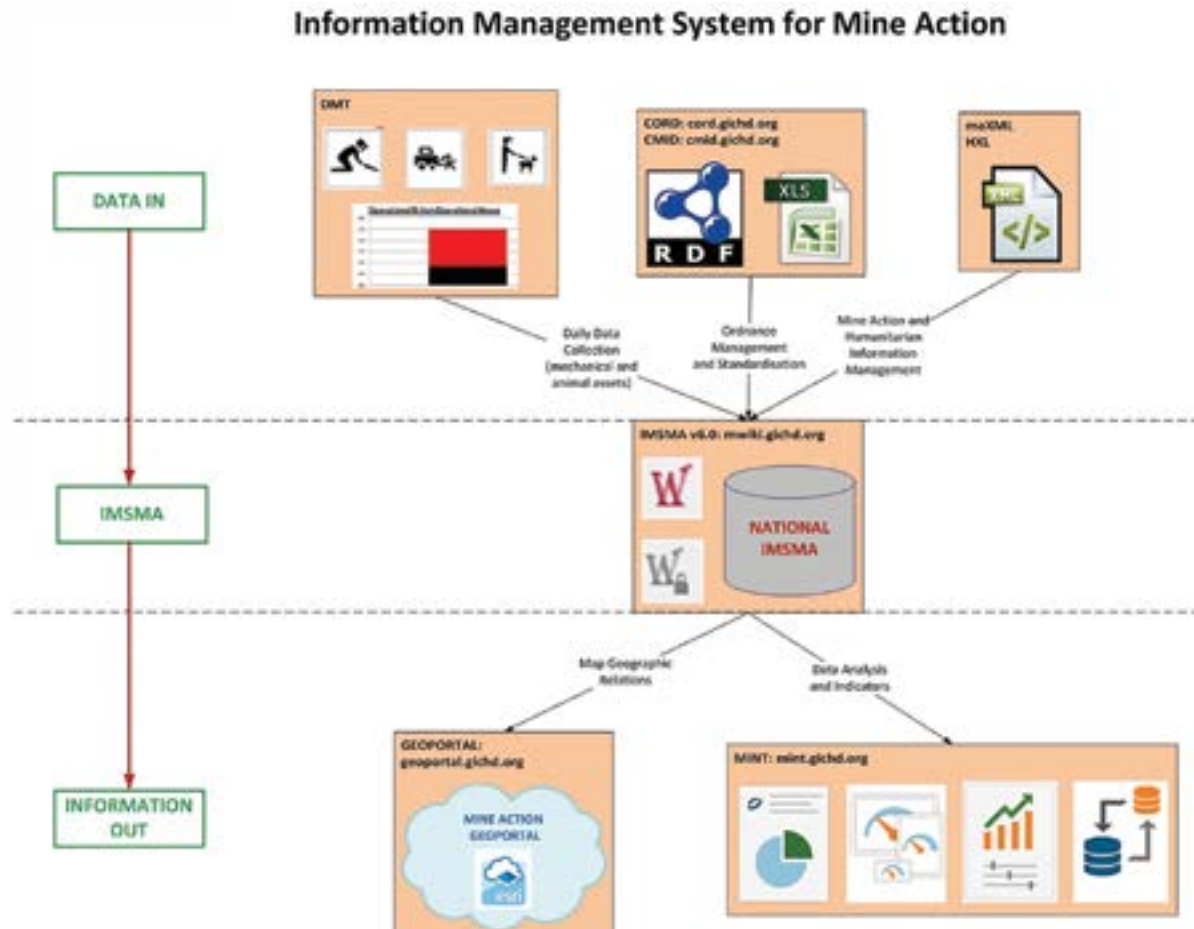 Information Management System for Mine Action
DMT
CORD: cord.gichd.org
CMID: cmid.gichd.org
RDF
XLS
X
maXML
HXL
XML
</>
DATA IN
Daily Data
Collection
(mechanical and
animal assets)
Ordnance
Management
and Standardisation
Mine Action and
Humanitarian
Information
Management
IMSMA v6.0: mwiki.gichd.org
IMSMA
W
W
NATIONAL
IMSMA
Map Geographic
Relations
Data Analysis
and Indicators
GEOPORTAL:
geoportal.gichd.org
MINT: mint.gichd.org
INFORMATION
OUT
MINE ACTION
GEOPORTAL
esri